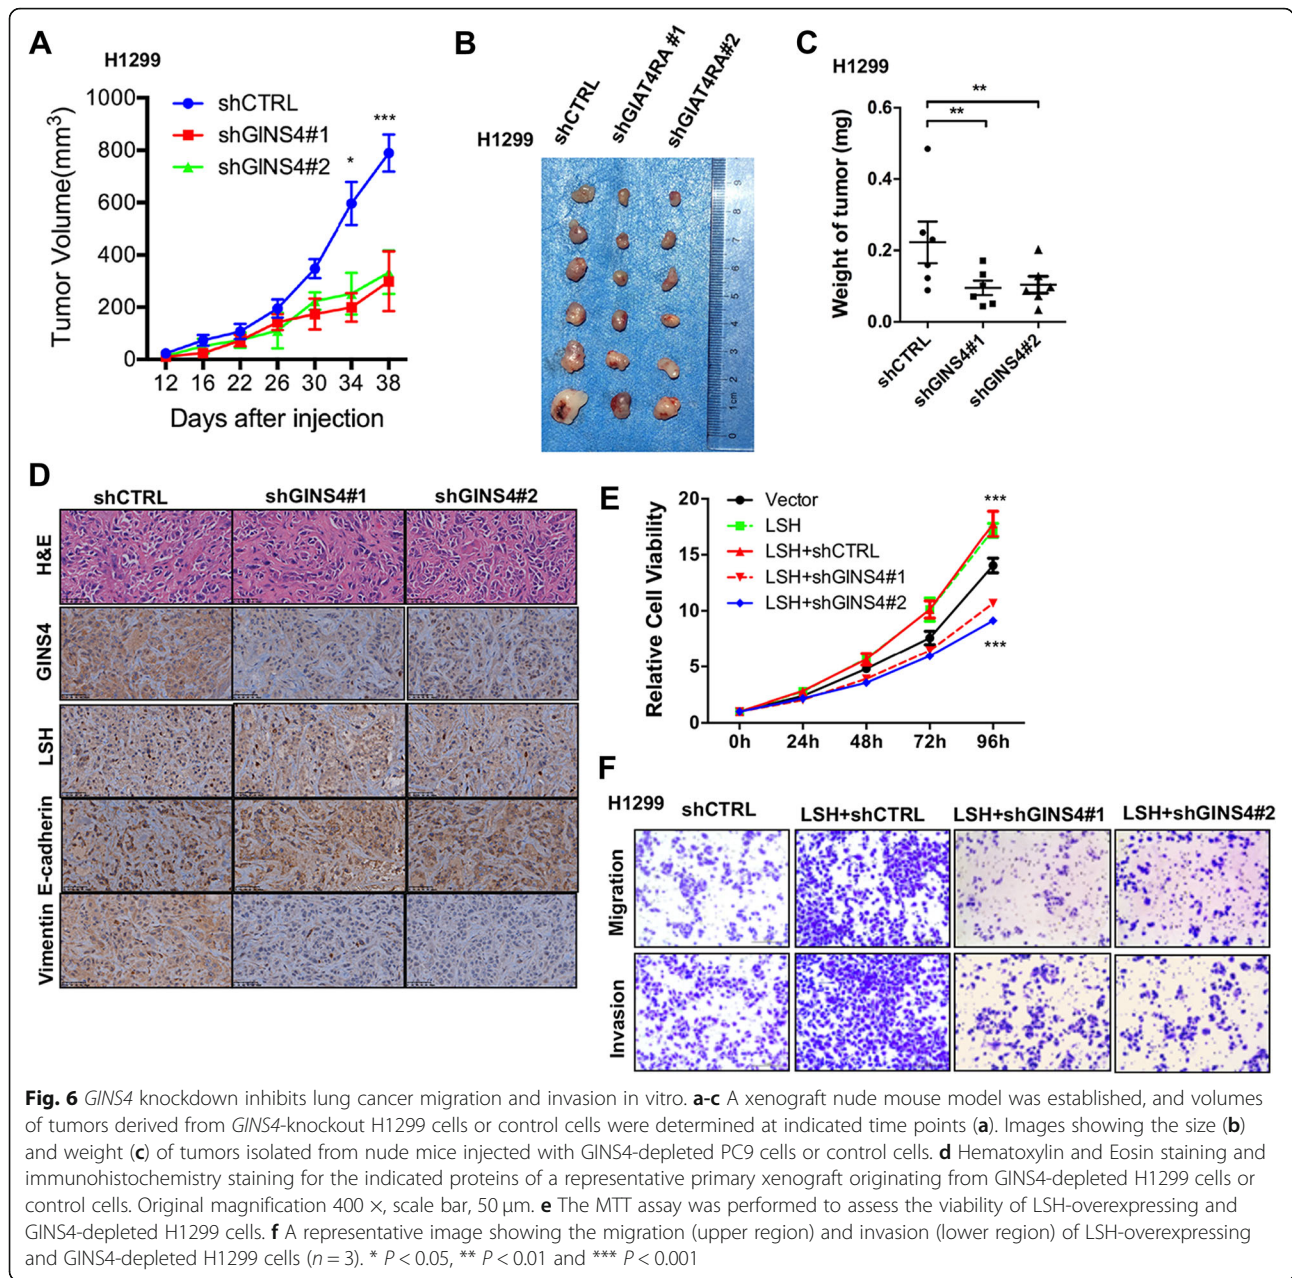 A
H1299
1000
800
600
400
200
0
Tumor Volume(mm³)
shCTRL
shGINS4#1
shGINS4#2
*
***
12 16 22 26 30 34 38
Days after injection
B
H1299
shCTRL
shGIAT4RA #1
shGIAT4RA#2
9
8
7
6
5
4
3
2
1cm
0
C
H1299
**
**
0.6
0.4
0.2
0.0
Weight of tumor (mg)
shCTRL
shGINS4#1
shGINS4#2
D
shCTRL shGINS4#1 shGINS4#2
H&E
GINS4
LSH
E-cadherin
Vimentin
E
20
15
10
5
0
Relative Cell Viability
Vector
LSH
LSH+shCTRL
LSH+shGINS4#1
LSH+shGINS4#2
***
***
0h 24h 48h 72h 96h
F
H1299
shCTRL LSH+shCTRL LSH+shGINS4#1 LSH+shGINS4#2
Migration
Invasion
Fig. 6 GINS4 knockdown inhibits lung cancer migration and invasion in vitro. a-c A xenograft nude mouse model was established, and volumes
of tumors derived from GINS4-knockout H1299 cells or control cells were determined at indicated time points (a). Images showing the size (b)
and weight (c) of tumors isolated from nude mice injected with GINS4-depleted PC9 cells or control cells. d Hematoxylin and Eosin staining and
immunohistochemistry staining for the indicated proteins of a representative primary xenograft originating from GINS4-depleted H1299 cells or
control cells. Original magnification 400 ×, scale bar, 50 μm. e The MTT assay was performed to assess the viability of LSH-overexpressing and
GINS4-depleted H1299 cells. f A representative image showing the migration (upper region) and invasion (lower region) of LSH-overexpressing
and GINS4-depleted H1299 cells (n = 3). * P < 0.05, ** P < 0.01 and *** P < 0.001